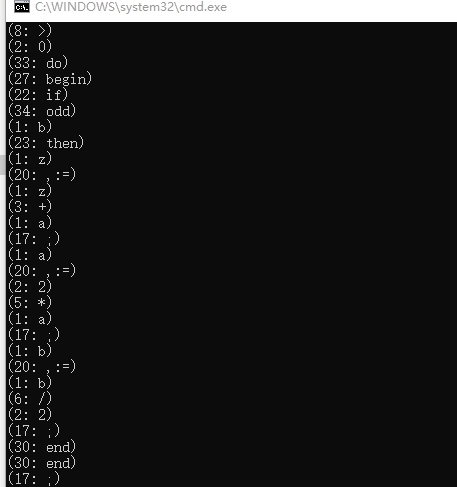 C:\WINDOWS\system32\cmd.exe
(8: >)
(2: 0)
(33: do)
(27: begin)
(22: if)
(34: odd)
(1: b)
(23: then)
(1: z)
(20: ,:=)
(1: z)
(3: +)
(1: a)
(17: ;)
(1: a)
(20: ,:=)
(2: 2)
(5: *)
(1: a)
(17: ;)
(1: b)
(20: ,:=)
(1: b)
(6: /)
(2: 2)
(17: ;)
(30: end)
(30: end)
(17: ;)